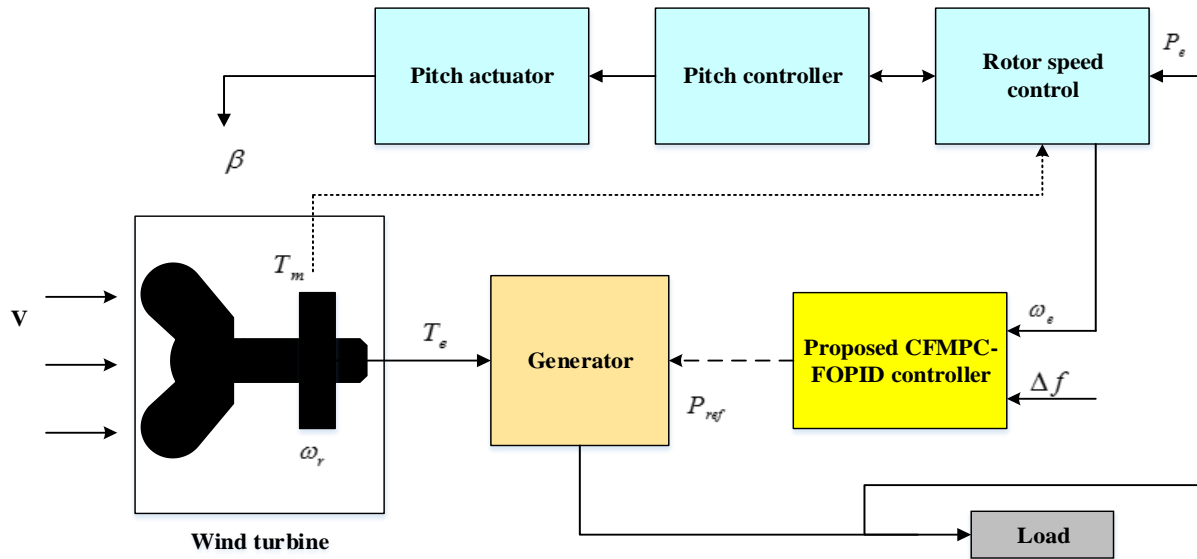 Pitch actuator
Pitch controller
Rotor speed
control
P_e
β
V
T_m
ω_r
T_e
Generator
P_ref
Proposed CFMPC-
FOPID controller
ω_e
Δf
Wind turbine
Load